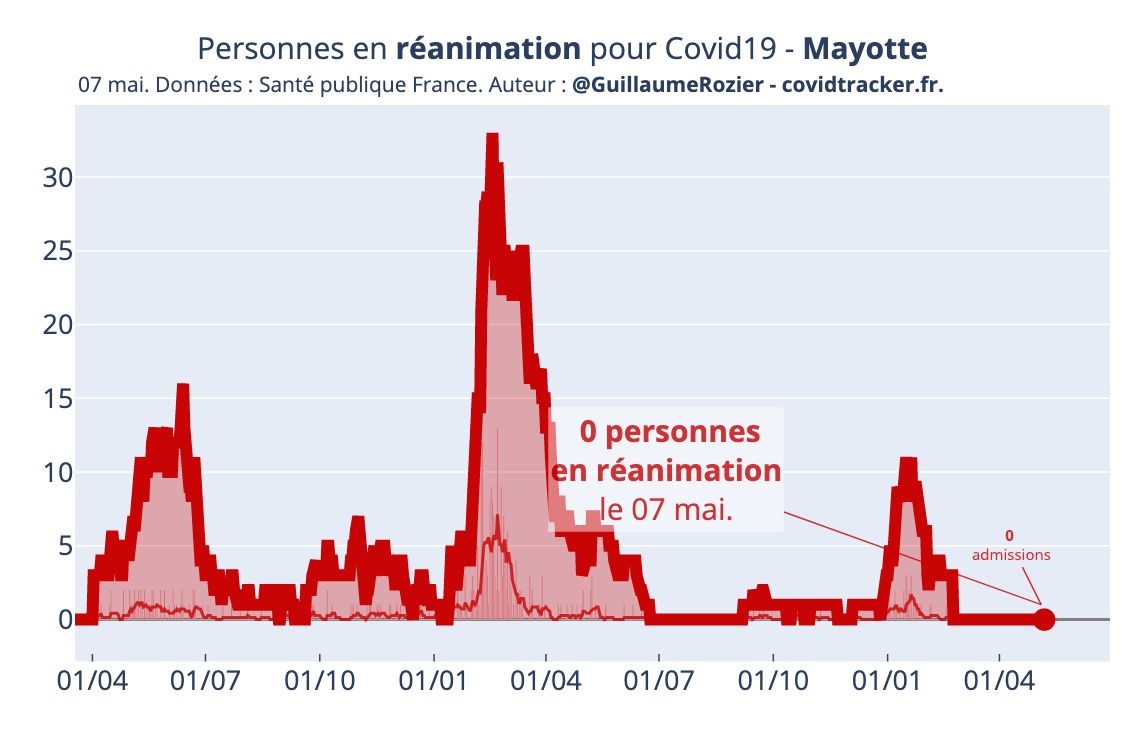 Personnes en réanimation pour Covid19 - Mayotte
07 mai. Données : Santé publique France. Auteur : @GuillaumeRozier - covidtracker.fr.
30
25
20
15
10
5
0
0 personnes
en réanimation
le 07 mai.
0
admissions
01/04
01/07
01/10
01/01
01/04
01/07
01/10
01/01
01/04